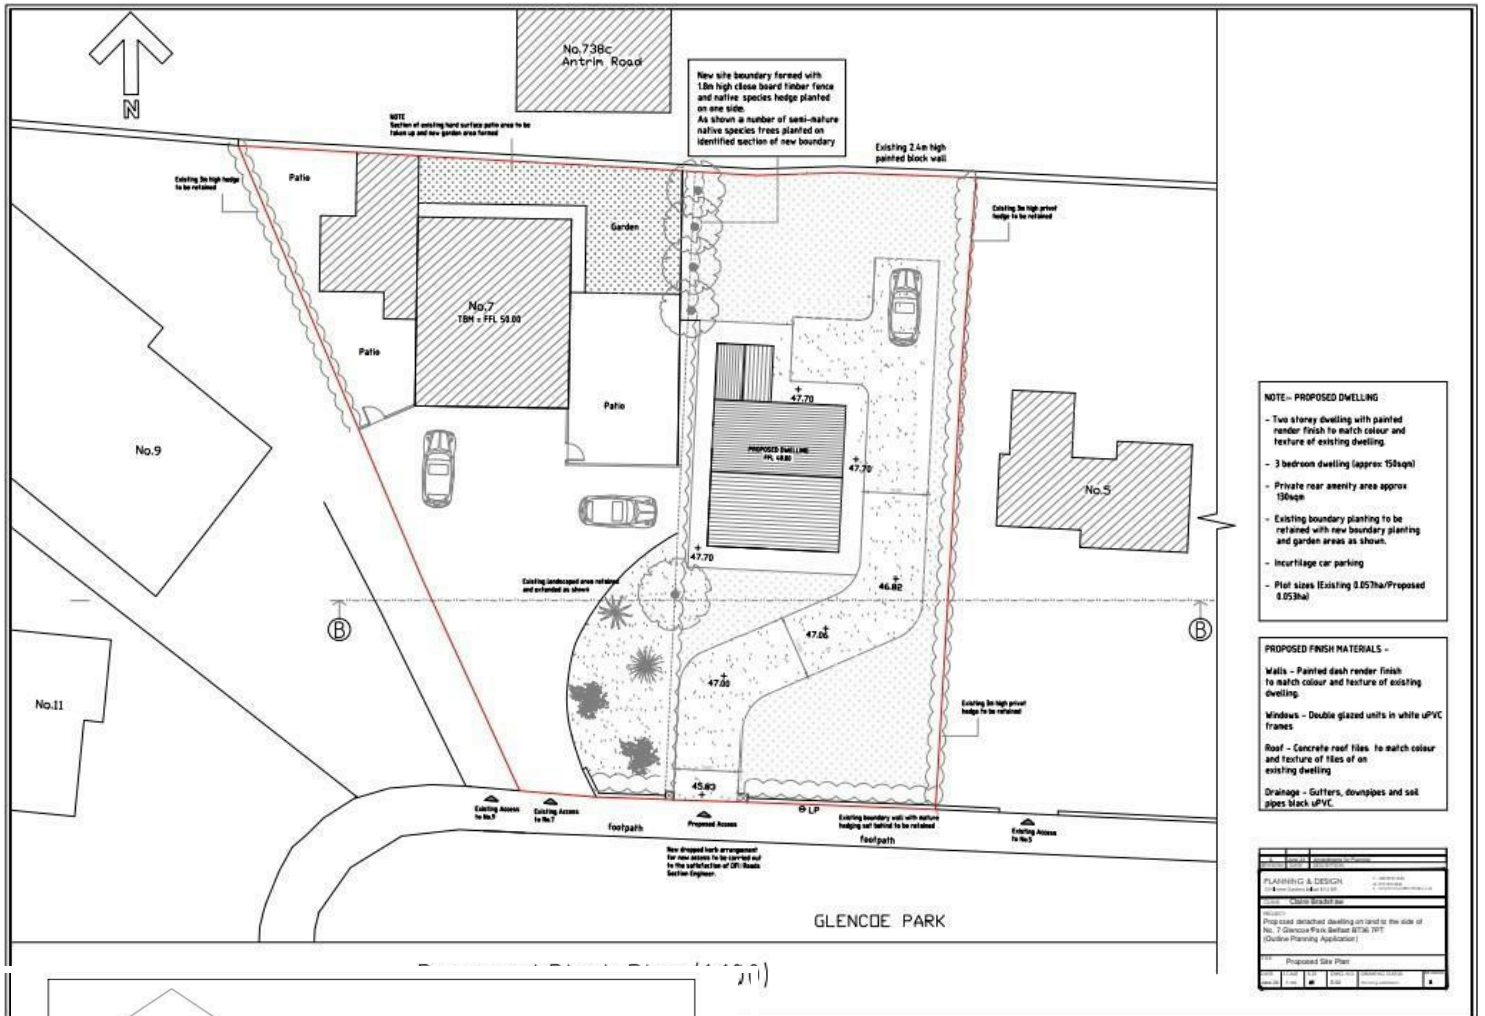 No.738c
Antrim Road
N
NOTE
Section of existing hard surface patio area to be
taken up and new garden area formed
New site boundary formed with
1.8m high close board timber fence
and native species hedge planted
on one side.
As shown a number of semi-mature
native species trees planted on
identified section of new boundary
Existing 2.4m high
painted block wall
Existing 3m high hedge
to be retained
Patio
Garden
Existing 3m high privet
hedge to be retained
No.7
TBM = FFL 50.00
Patio
Patio
No.9
47.70
PROPOSED DWELLING
47.70
No.5
47.70
Existing landscaped area retained
and extended as shown
46.82
B
B
47.06
47.00
No.11
Existing 3m high privet
hedge to be retained
45.83
Existing Access
to No.9
Existing Access
to No.7
Proposed Access
LP
Existing boundary wall with mature
hedging set behind to be retained
Existing Access
to No.5
footpath
footpath
New dropped kerb arrangement
for new access to be carried out
to the satisfaction of DFI Roads
Section Engineer.
GLENCOE PARK
NOTE:- PROPOSED DWELLING
- Two storey dwelling with painted
render finish to match colour and
texture of existing dwelling.
- 3 bedroom dwelling (approx 150sqm)
- Private rear amenity area approx
130sqm
- Existing boundary planting to be
retained with new boundary planting
and garden areas as shown.
- Incurtilage car parking
- Plot sizes (Existing 0.057ha/Proposed
0.053ha)
PROPOSED FINISH MATERIALS -
Walls - Painted dash render finish
to match colour and texture of existing
dwelling.
Windows - Double glazed units in white uPVC
frames
Roof - Concrete roof tiles to match colour
and texture of tiles of on
existing dwelling
Drainage - Gutters, downpipes and soil
pipes black uPVC.
PLANNING & DESIGN
Claire Bradshaw
Proposed detached dwelling on land to the side of
No. 7 Glencoe Park Belfast BT36 7PT
(Outline Planning Application)
Proposed Site Plan